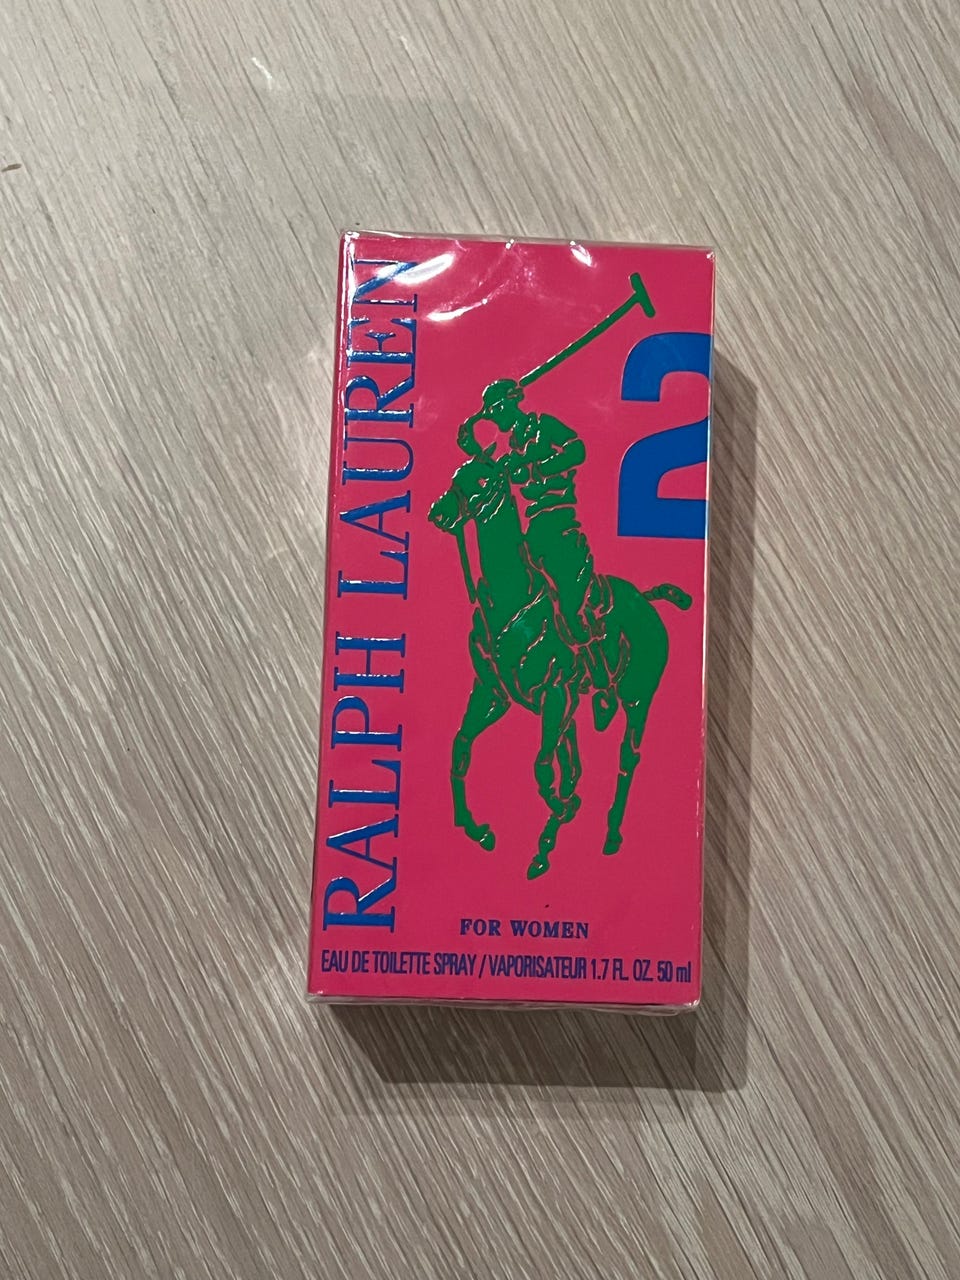 RALPH LAUREN
2
FOR WOMEN
EAU DE TOILETTE SPRAY / VAPORISATEUR 1.7 FL. OZ. 50 ml